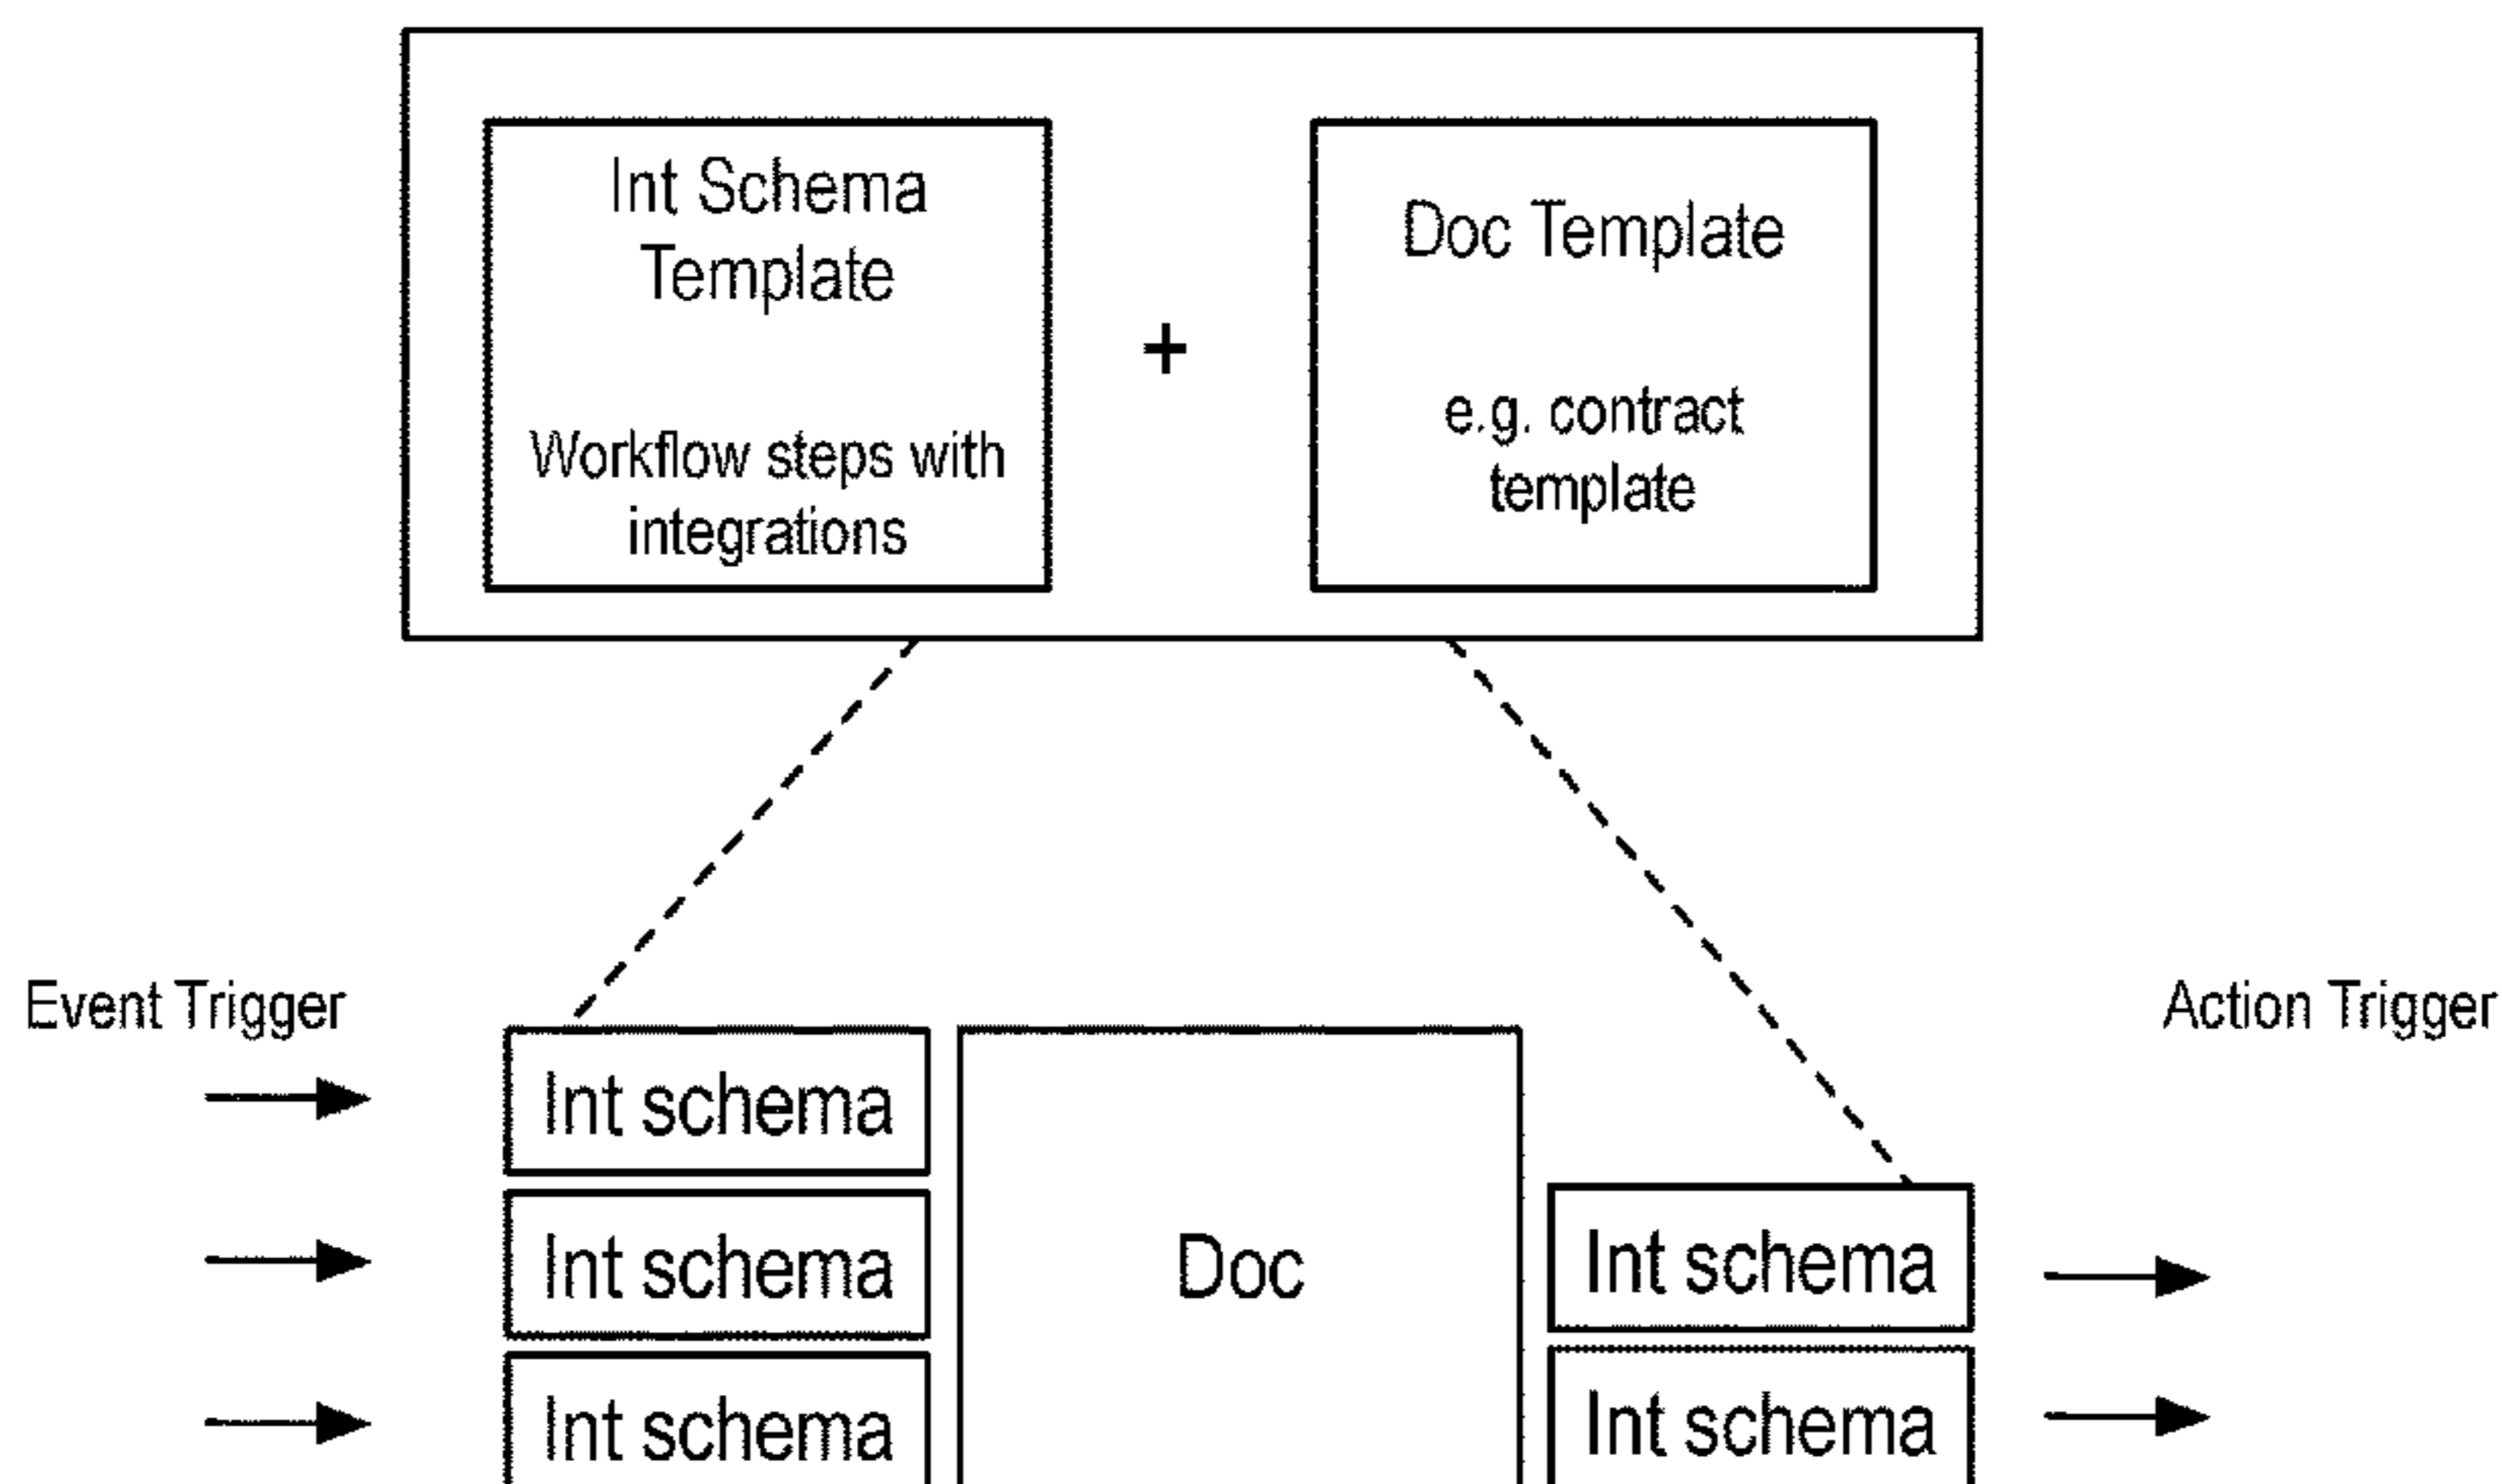 Int Schema
Template
Workflow steps with
integrations
+
Doc Template
e.g. contract
template
Event Trigger
Action Trigger
Int schema
Int schema
Int schema
Doc
Int schema
Int schema